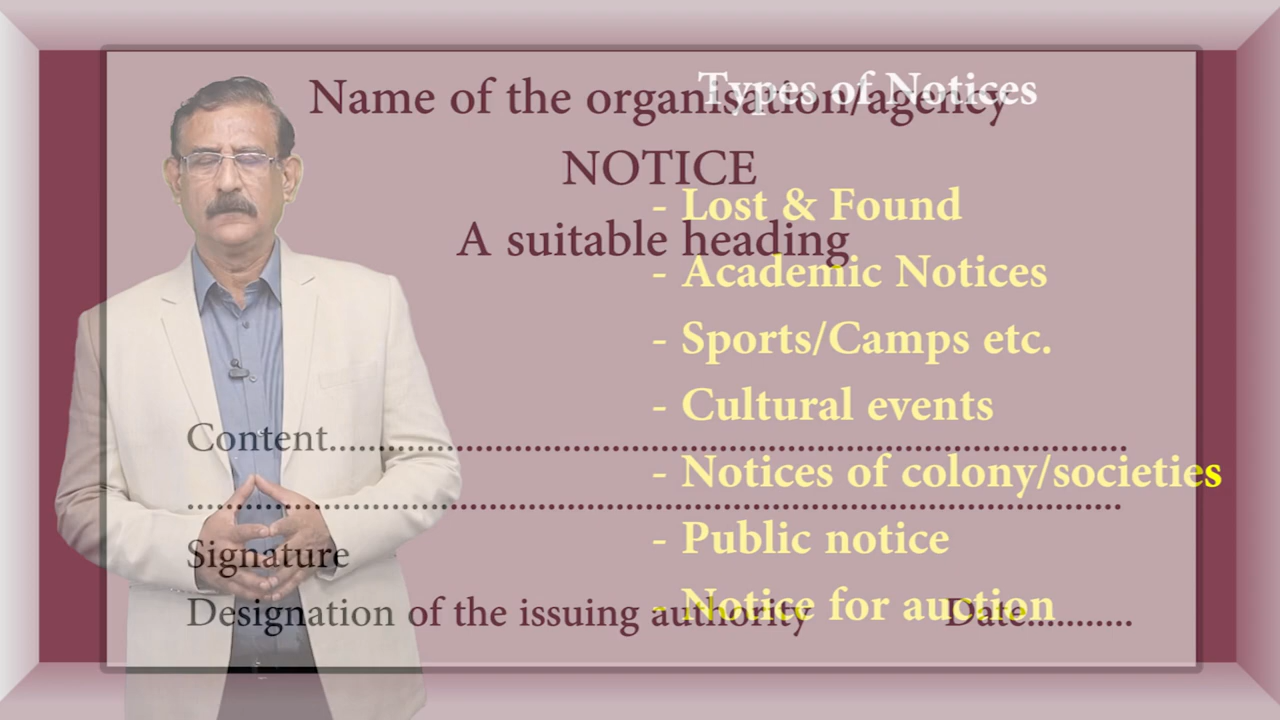 Name of the organisation/agency
NOTICE
A suitable heading
Content...............................................................................................
...............................................................................................................
Signature
Designation of the issuing authority Date...........
Types of Notices
- Lost & Found
- Academic Notices
- Sports/Camps etc.
- Cultural events
- Notices of colony/societies
- Public notice
- Notice for auction